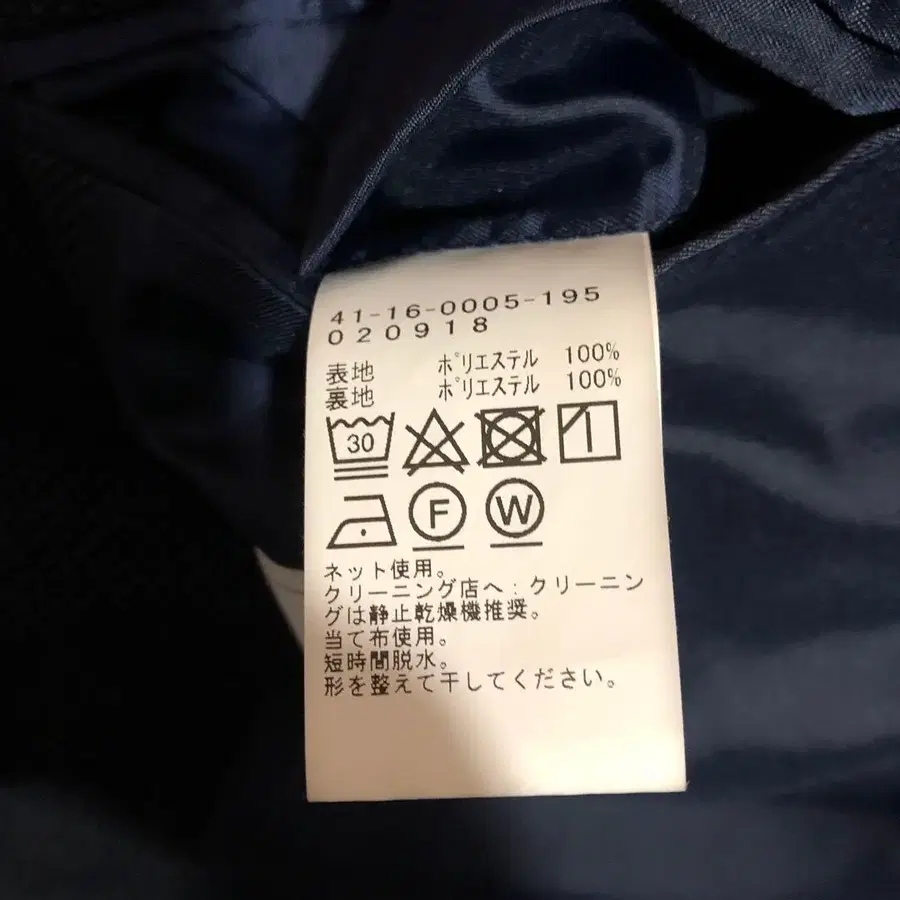 41-16-0005-195
020918
表地 ポリエステル 100%
裏地 ポリエステル 100%
30
F W
ネット使用。
クリーニング店へ:クリーニン
グは静止乾燥機推奨。
当て布使用。
短時間脱水。
形を整えて干してください。